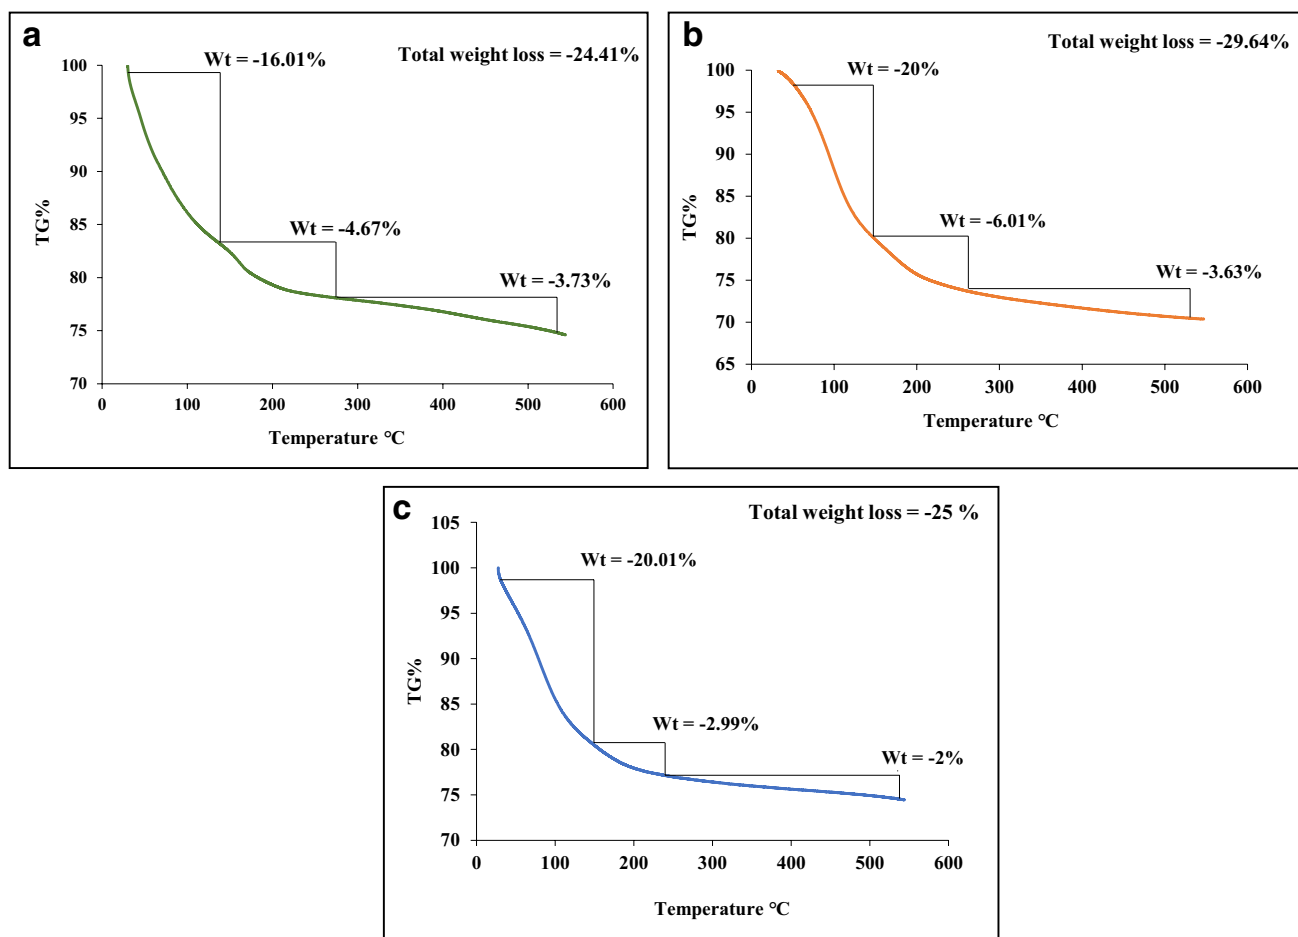 a
Total weight loss = -24.41%
Wt = -16.01%
Wt = -4.67%
Wt = -3.73%
100
95
90
85
80
75
70
TG%
0 100 200 300 400 500 600
Temperature °C
b
Total weight loss = -29.64%
Wt = -20%
Wt = -6.01%
Wt = -3.63%
100
95
90
85
80
75
70
65
TG%
0 100 200 300 400 500 600
Temperature °C
c
Total weight loss = -25 %
Wt = -20.01%
Wt = -2.99%
Wt = -2%
105
100
95
90
85
80
75
70
TG%
0 100 200 300 400 500 600
Temperature °C